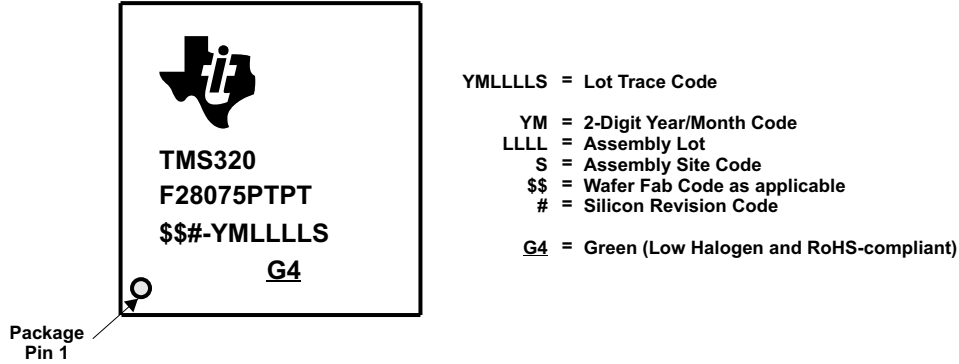 TMS320
F28075PTPT
$$#-YMLLLLS
G4
Package
Pin 1
YMLLLLS = Lot Trace Code
YM = 2-Digit Year/Month Code
LLLL = Assembly Lot
S = Assembly Site Code
$$ = Wafer Fab Code as applicable
# = Silicon Revision Code
G4 = Green (Low Halogen and RoHS-compliant)